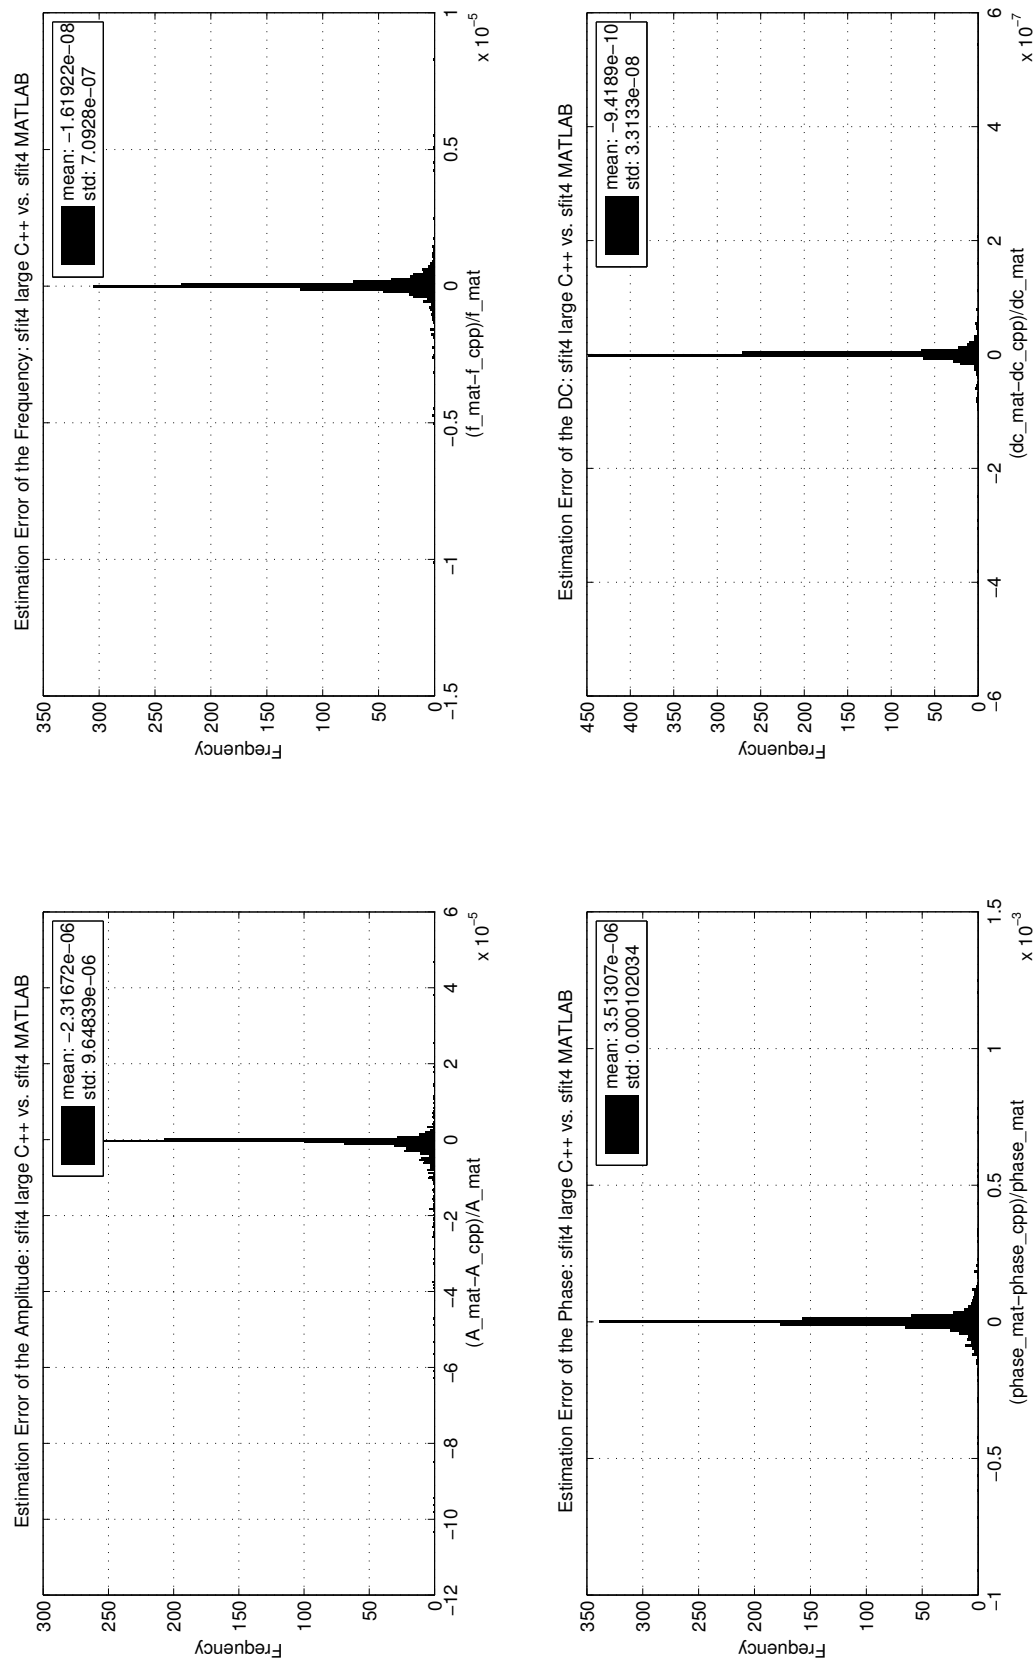 Estimation Error of the Amplitude: sfit4 large C++ vs. sfit4 MATLAB
300
250
200
150
100
50
0
Frequency
mean: −2.31672e−06
std: 9.64839e−06
−12
−10
−8
−6
−4
−2
0
2
4
6
x 10−5
(A_mat−A_cpp)/A_mat
Estimation Error of the Frequency: sfit4 large C++ vs. sfit4 MATLAB
350
300
250
200
150
100
50
0
Frequency
mean: −1.61922e−08
std: 7.0928e−07
−1.5
−1
−0.5
0
0.5
1
x 10−5
(f_mat−f_cpp)/f_mat
Estimation Error of the Phase: sfit4 large C++ vs. sfit4 MATLAB
350
300
250
200
150
100
50
0
Frequency
mean: 3.51307e−06
std: 0.000102034
−1
−0.5
0
0.5
1
1.5
x 10−3
(phase_mat−phase_cpp)/phase_mat
Estimation Error of the DC: sfit4 large C++ vs. sfit4 MATLAB
450
400
350
300
250
200
150
100
50
0
Frequency
mean: −9.4189e−10
std: 3.3133e−08
−6
−4
−2
0
2
4
6
x 10−7
(dc_mat−dc_cpp)/dc_mat